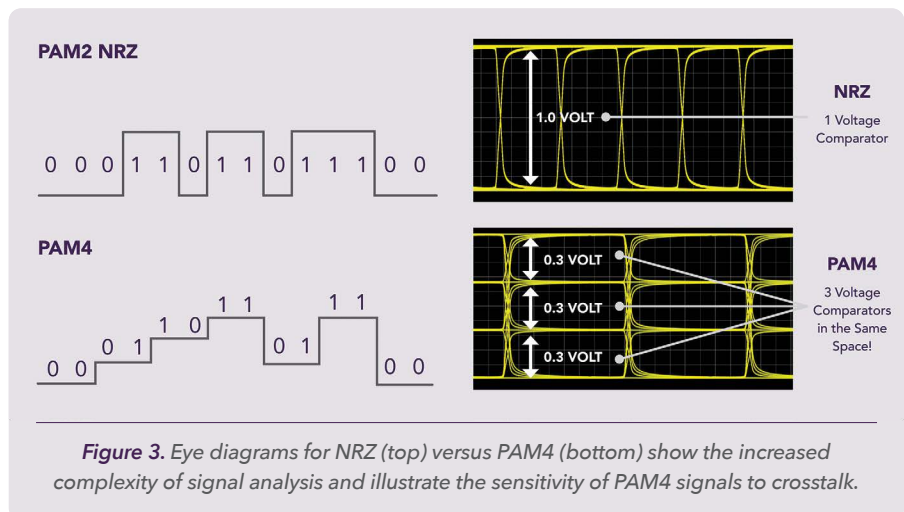 PAM2 NRZ
0 0 0 1 1 0 1 1 0 1 1 1 0 0
1.0 VOLT
NRZ
1 Voltage
Comparator
PAM4
0 0 0 1 1 0 1 1 0 1 1 1 0 0
0.3 VOLT
0.3 VOLT
0.3 VOLT
PAM4
3 Voltage
Comparators
in the Same
Space!
Figure 3. Eye diagrams for NRZ (top) versus PAM4 (bottom) show the increased
complexity of signal analysis and illustrate the sensitivity of PAM4 signals to crosstalk.